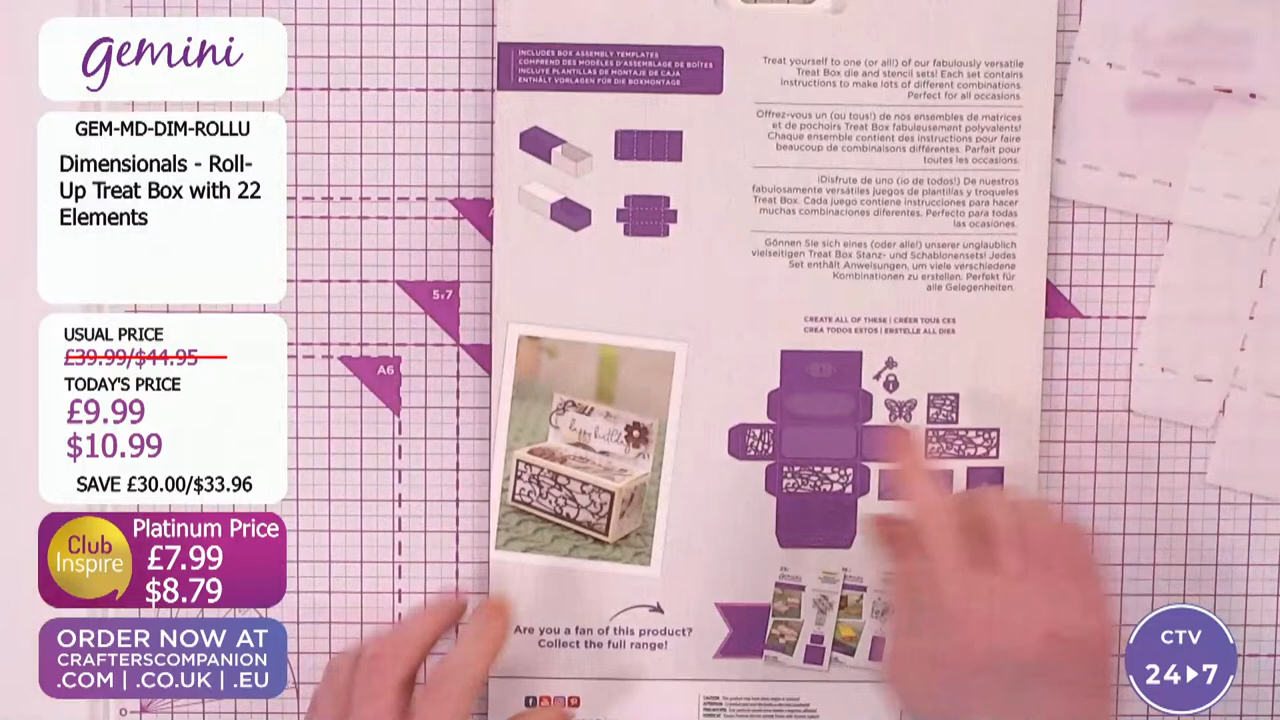 gemini
GEM-MD-DIM-ROLLU
Dimensionals - Roll-
Up Treat Box with 22
Elements
USUAL PRICE
£39.99/$44.95
TODAY'S PRICE
£9.99
$10.99
SAVE £30.00/$33.96
Club
Inspire
Platinum Price
£7.99
$8.79
ORDER NOW AT
CRAFTERSCOMPANION
.COM | .CO.UK | .EU
INCLUDES BOX ASSEMBLY TEMPLATES
COMPREND DES MODÈLES D'ASSEMBLAGE DE BOÎTES
INCLUYE PLANTILLAS DE MONTAJE DE CAJA
ENTHÄLT VORLAGEN FÜR DIE BOXMONTAGE
Treat yourself to one (or all!) of our fabulously versatile
Treat Box die and stencil sets! Each set contains
instructions to make lots of different combinations.
Perfect for all occasions.
Offrez-vous un (ou tous!) de nos ensembles de matrices
et de pochoirs Treat Box fabuleusement polyvalents!
Chaque ensemble contient des instructions pour faire
beaucoup de combinaisons différentes. Parfait pour
toutes les occasions.
¡Disfrute de uno (¡o de todos!) De nuestros
fabulosamente versátiles juegos de plantillas y troqueles
Treat Box. Cada juego contiene instrucciones para hacer
muchas combinaciones diferentes. Perfecto para todas
las ocasiones.
Gönnen Sie sich eines (oder alle!) unserer unglaublich
vielseitigen Treat Box Stanz- und Schablonensets! Jedes
Set enthält Anweisungen, um viele verschiedene
Kombinationen zu erstellen. Perfekt für
alle Gelegenheiten.
CREATE ALL OF THESE | CRÉER TOUS CES
CREA TODOS ESTOS | ERSTELLE ALL DIES
5x7
A6
happy birthday
Are you a fan of this product?
Collect the full range!
0
CTV
24▶7